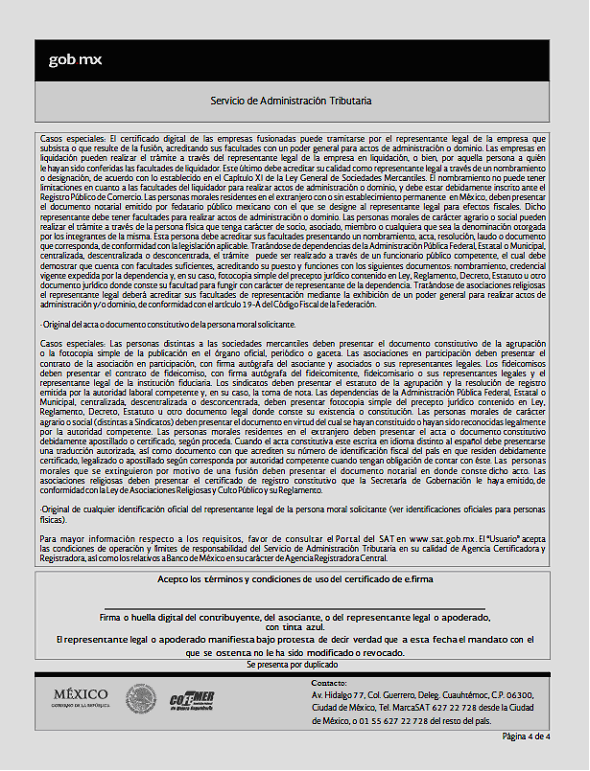 gob mx
Servicio de Administración Tributaria
Casos especiales: El certificado digital de las empresas fusionadas puede tramitarse por el representante legal de la empresa que
subsista o que resulte de la fusión, acreditando sus facultades con un poder general para actos de administración o dominio. Las empresas en
liquidación pueden realizar el trámite a través del representante legal de la empresa en liquidación, o bien, por aquella persona a quién
le hayan sido conferidas las facultades de liquidador. Este último debe acreditar su calidad como representante legal a través de un nombramiento
o designación, de acuerdo con lo establecido en el Capítulo XI de la Ley General de Sociedades Mercantiles. El nombramiento no puede tener
limitaciones en cuanto a las facultades del liquidador para realizar actos de administración o dominio, y debe estar debidamente inscrito ante el
Registro Público de Comercio. Las personas morales residentes en el extranjero con o sin establecimiento permanente en México, deben presentar
el documento notarial emitido por fedatario público mexicano con el que se designe al representante legal para efectos fiscales. Dicho
representante debe tener facultades para realizar actos de administración o dominio. Las personas morales de carácter agrario o social pueden
realizar el trámite a través de la persona física que tenga carácter de socio, asociado, miembro o cualquiera que sea la denominación otorgada
por los integrantes de la misma. Esta persona debe acreditar sus facultades presentando un nombramiento, acta, resolución, laudo o documento
que corresponda, de conformidad con la legislación aplicable. Tratándose de dependencias de la Administración Pública Federal, Estatal o Municipal,
centralizada, descentralizada o desconcentrada, el trámite puede ser realizado a través de un funcionario público competente, el cual debe
demostrar que cuenta con facultades suficientes, acreditando su puesto y funciones con los siguientes documentos: nombramiento, credencial
vigente expedida por la dependencia y, en su caso, fotocopia simple del precepto jurídico contenido en Ley, Reglamento, Decreto, Estatuto u otro
documento jurídico donde conste su facultad para fungir con carácter de representante de la dependencia. Tratándose de asociaciones religiosas
el representante legal deberá acreditar sus facultades de representación mediante la exhibición de un poder general para realizar actos de
administración y/o dominio, de conformidad con el artículo 19-A del Código Fiscal de la Federación.
·Original del acta o documento constitutivo de la persona moral solicitante.
Casos especiales: Las personas distintas a las sociedades mercantiles deben presentar el documento constitutivo de la agrupación
o la fotocopia simple de la publicación en el órgano oficial, periódico o gaceta. Las asociaciones en participación deben presentar el
contrato de la asociación en participación, con firma autógrafa del asociante y asociados o sus representantes legales. Los fideicomisos
deben presentar el contrato de fideicomiso, con firma autógrafa del fideicomitente, fideicomisario o sus representantes legales y el
representante legal de la institución fiduciaria. Los sindicatos deben presentar el estatuto de la agrupación y la resolución de registro
emitida por la autoridad laboral competente y, en su caso, la toma de nota. Las dependencias de la Administración Pública Federal, Estatal o
Municipal, centralizada, descentralizada o desconcentrada, deben presentar fotocopia simple del precepto jurídico contenido en Ley,
Reglamento, Decreto, Estatuto u otro documento legal donde conste su existencia o constitución. Las personas morales de carácter
agrario o social (distintas a Sindicatos) deben presentar el documento en virtud del cual se hayan constituido o hayan sido reconocidas legalmente
por la autoridad competente. Las personas morales residentes en el extranjero deben presentar el acta o documento constitutivo
debidamente apostillado o certificado, según proceda. Cuando el acta constitutiva este escrita en idioma distinto al español debe presentarse
una traducción autorizada, así como documento con que acrediten su número de identificación fiscal del país en que residen debidamente
certificado, legalizado o apostillado según corresponda por autoridad competente cuando tengan obligación de contar con éste. Las personas
morales que se extinguieron por motivo de una fusión deben presentar el documento notarial en donde conste dicho acto. Las
asociaciones religiosas deben presentar el certificado de registro constitutivo que la Secretaría de Gobernación le haya emitido, de
conformidad con la Ley de Asociaciones Religiosas y Culto Público y su Reglamento.
·Original de cualquier identificación oficial del representante legal de la persona moral solicitante (ver identificaciones oficiales para personas
físicas).
Para mayor información respecto a los requisitos, favor de consultar el Portal del SAT en www.sat.gob.mx. El "Usuario" acepta
las condiciones de operación y límites de responsabilidad del Servicio de Administración Tributaria en su calidad de Agencia Certificadora y
Registradora, así como los relativos a Banco de México en su carácter de Agencia Registradora Central.
Acepto los términos y condiciones de uso del certificado de e.firma
Firma o huella digital del contribuyente, del asociante, o del representante legal o apoderado,
con tinta azul.
El representante legal o apoderado manifiesta bajo protesta de decir verdad que a esta fecha el mandato con el
que se ostenta no le ha sido modificado o revocado.
Se presenta por duplicado
MÉXICO
GOBIERNO DE LA REPÚBLICA
COFEMER
Contacto:
Av. Hidalgo 77, Col. Guerrero, Deleg. Cuauhtémoc, C.P. 06300,
Ciudad de México, Tel. MarcaSAT 627 22 728 desde la Ciudad
de México, o 01 55 627 22 728 del resto del país.
Página 4 de 4